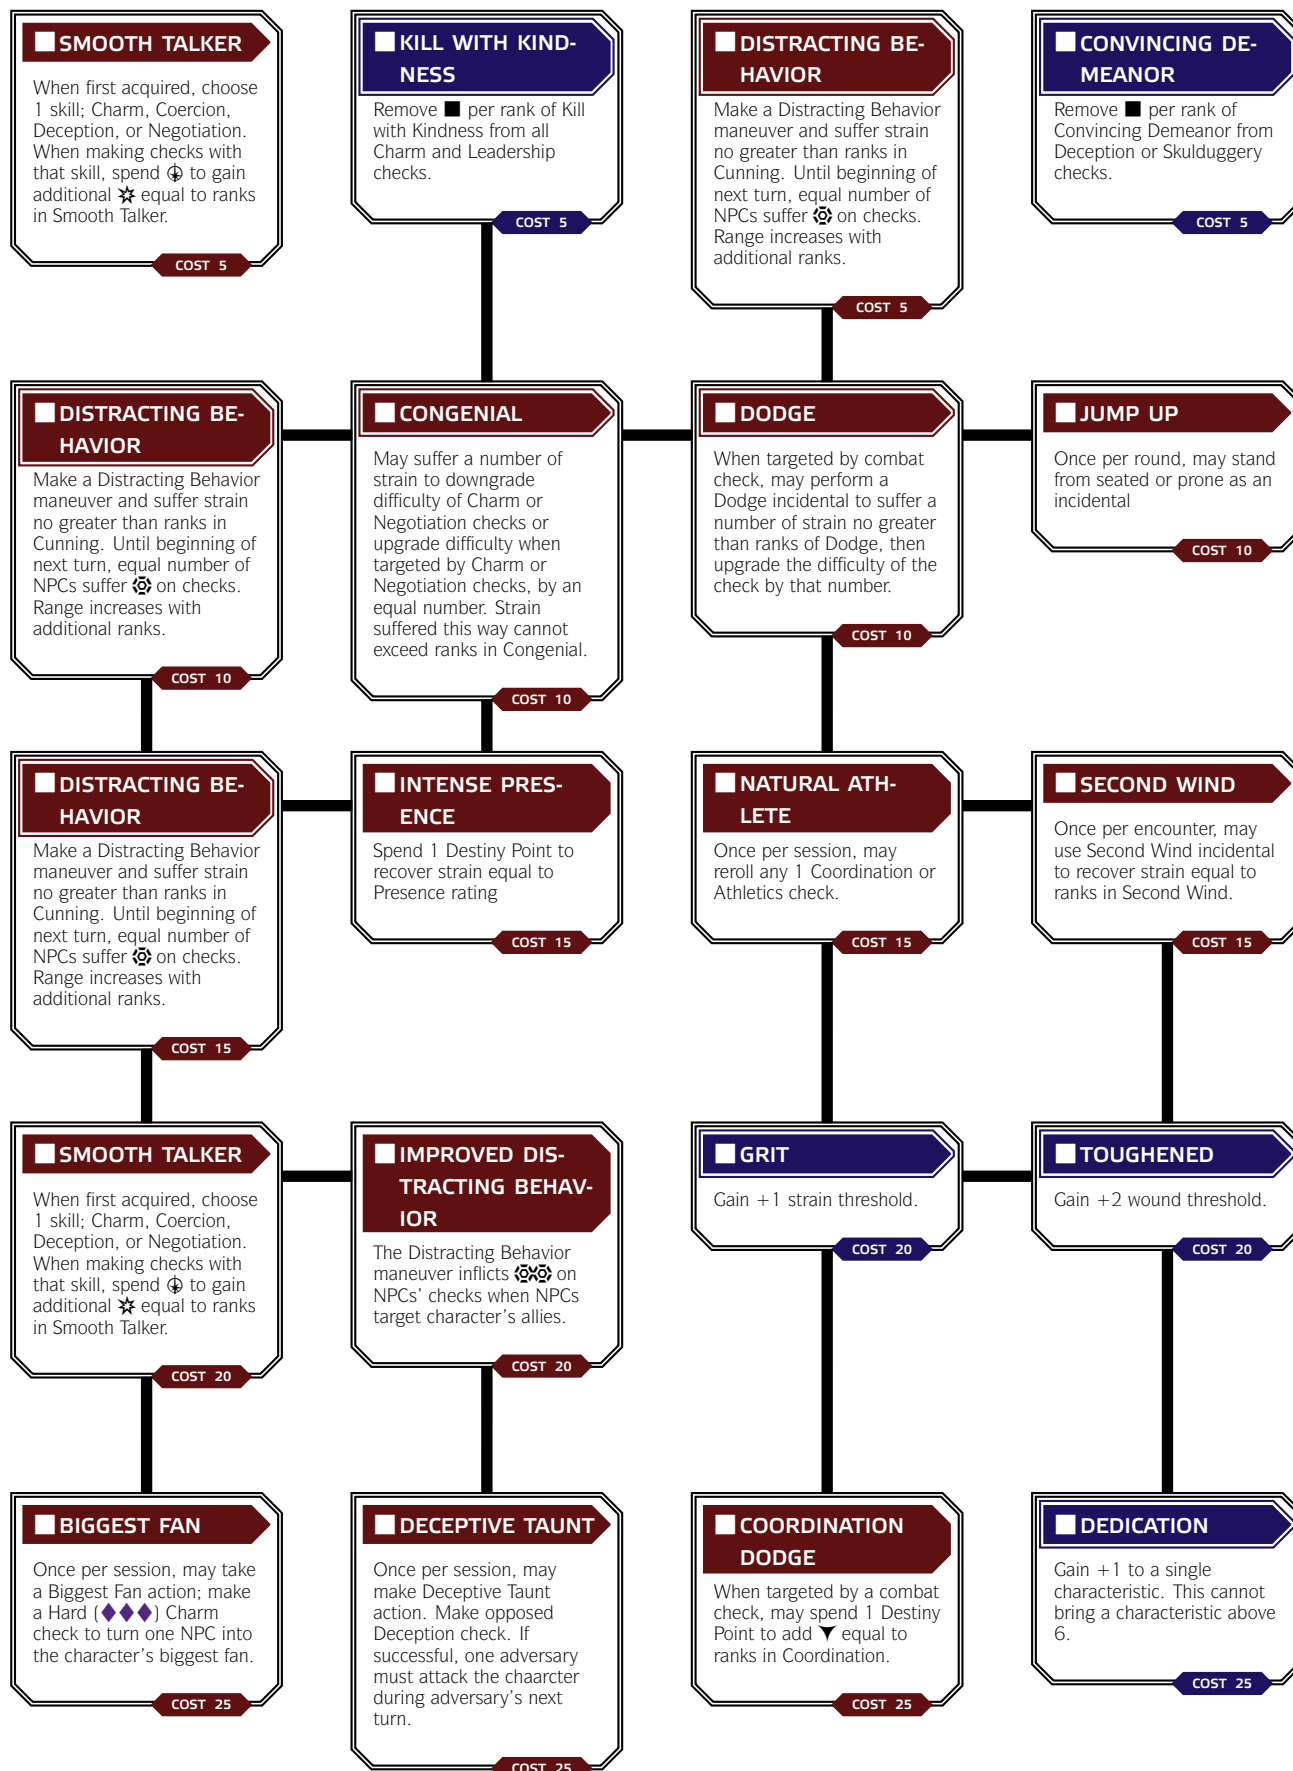 SMOOTH TALKER
When first acquired, choose
1 skill; Charm, Coercion,
Deception, or Negotiation.
When making checks with
that skill, spend to gain
additional equal to ranks
in Smooth Talker.
COST 5
KILL WITH KIND-
NESS
Remove per rank of Kill
with Kindness from all
Charm and Leadership
checks.
COST 5
DISTRACTING BE-
HAVIOR
Make a Distracting Behavior
maneuver and suffer strain
no greater than ranks in
Cunning. Until beginning of
next turn, equal number of
NPCs suffer on checks.
Range increases with
additional ranks.
COST 5
CONVINCING DE-
MEANOR
Remove per rank of
Convincing Demeanor from
Deception or Skulduggery
checks.
COST 5
DISTRACTING BE-
HAVIOR
Make a Distracting Behavior
maneuver and suffer strain
no greater than ranks in
Cunning. Until beginning of
next turn, equal number of
NPCs suffer on checks.
Range increases with
additional ranks.
COST 10
CONGENIAL
May suffer a number of
strain to downgrade
difficulty of Charm or
Negotiation checks or
upgrade difficulty when
targeted by Charm or
Negotiation checks, by an
equal number. Strain
suffered this way cannot
exceed ranks in Congenial.
COST 10
DODGE
When targeted by combat
check, may perform a
Dodge incidental to suffer a
number of strain no greater
than ranks of Dodge, then
upgrade the difficulty of the
check by that number.
COST 10
JUMP UP
Once per round, may stand
from seated or prone as an
incidental
COST 10
DISTRACTING BE-
HAVIOR
Make a Distracting Behavior
maneuver and suffer strain
no greater than ranks in
Cunning. Until beginning of
next turn, equal number of
NPCs suffer on checks.
Range increases with
additional ranks.
COST 15
INTENSE PRES-
ENCE
Spend 1 Destiny Point to
recover strain equal to
Presence rating
COST 15
NATURAL ATH-
LETE
Once per session, may
reroll any 1 Coordination or
Athletics check.
COST 15
SECOND WIND
Once per encounter, may
use Second Wind incidental
to recover strain equal to
ranks in Second Wind.
COST 15
SMOOTH TALKER
When first acquired, choose
1 skill; Charm, Coercion,
Deception, or Negotiation.
When making checks with
that skill, spend to gain
additional equal to ranks
in Smooth Talker.
COST 20
IMPROVED DIS-
TRACTING BEHAV-
IOR
The Distracting Behavior
maneuver inflicts on
NPCs' checks when NPCs
target character's allies.
COST 20
GRIT
Gain +1 strain threshold.
COST 20
TOUGHENED
Gain +2 wound threshold.
COST 20
BIGGEST FAN
Once per session, may take
a Biggest Fan action; make
a Hard (♦♦♦) Charm
check to turn one NPC into
the character's biggest fan.
COST 25
DECEPTIVE TAUNT
Once per session, may
make Deceptive Taunt
action. Make opposed
Deception check. If
successful, one adversary
must attack the chaarcter
during adversary's next
turn.
COST 25
COORDINATION
DODGE
When targeted by a combat
check, may spend 1 Destiny
Point to add equal to
ranks in Coordination.
COST 25
DEDICATION
Gain +1 to a single
characteristic. This cannot
bring a characteristic above
6.
COST 25